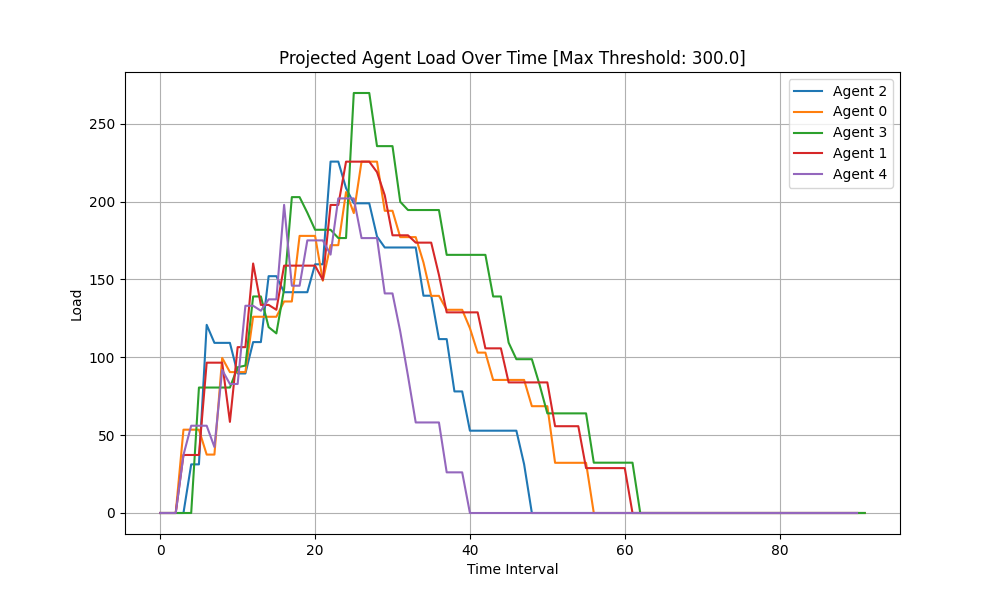 Projected Agent Load Over Time [Max Threshold: 300.0]
Agent 2
Agent 0
Agent 3
Agent 1
Agent 4
250
200
150
100
50
0
Load
0 20 40 60 80
Time Interval